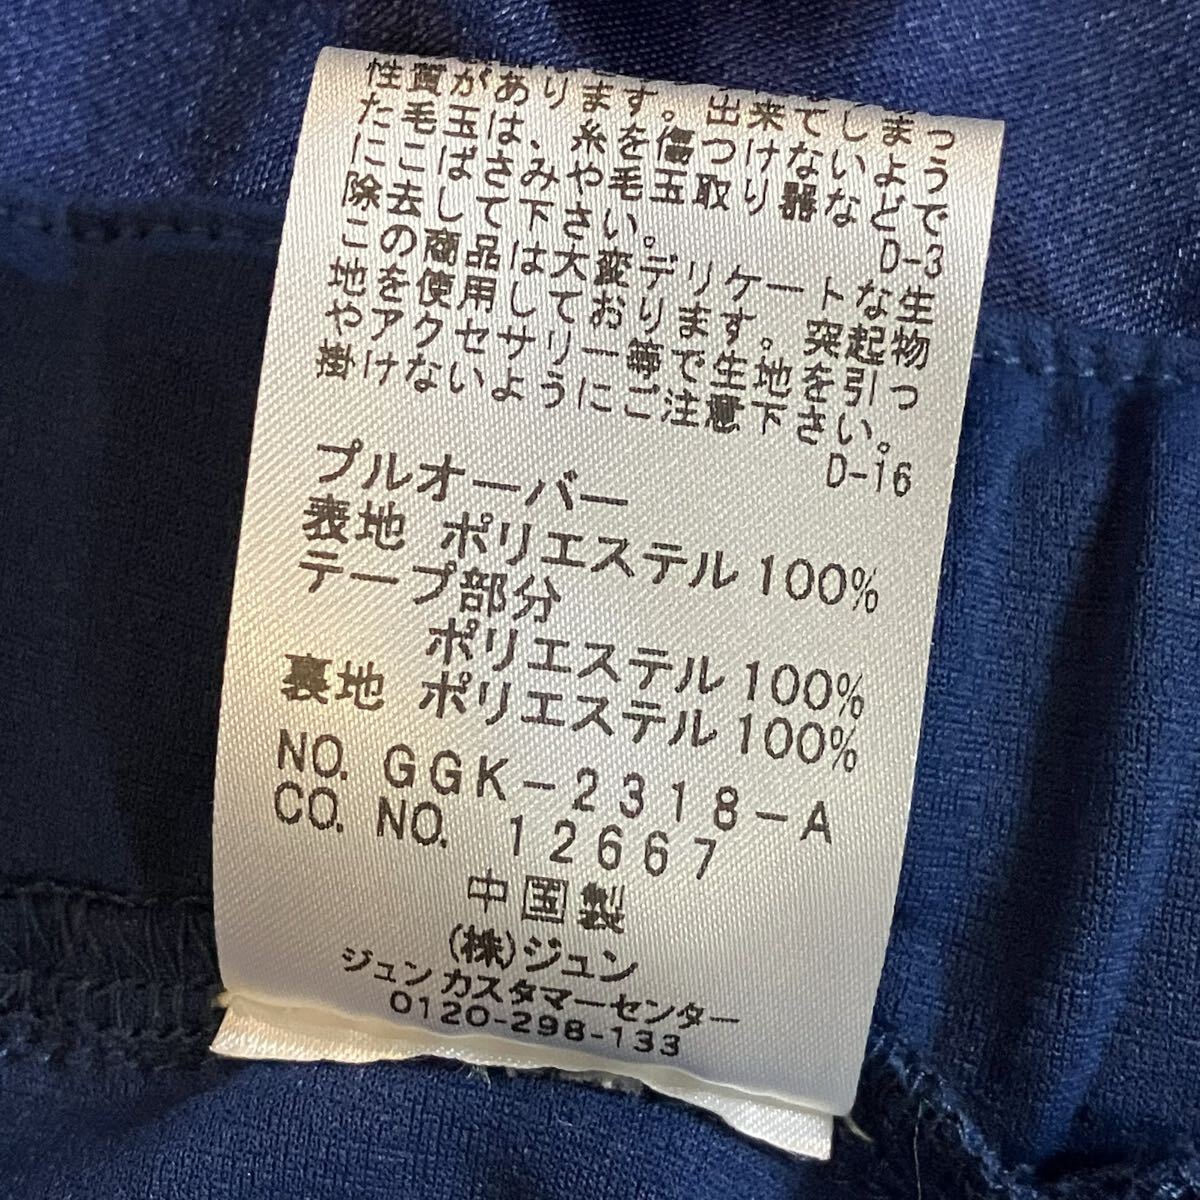 性質があります。出来てしまっ
た毛玉は、糸を傷つけないよう
にこばさみや毛玉取り器などで
除去して下さい。
D-3
この商品は大変デリケートな生
地を使用しております。突起物
やアクセサリー等で生地を引っ
掛けないようにご注意下さい。
D-16
プルオーバー
表地 ポリエステル 100%
テープ部分
ポリエステル 100%
裏地 ポリエステル 100%
NO. GGK-2318-A
CO. NO. 12667
中国製
(株)ジュン
ジュンカスタマーセンター
0120-298-133